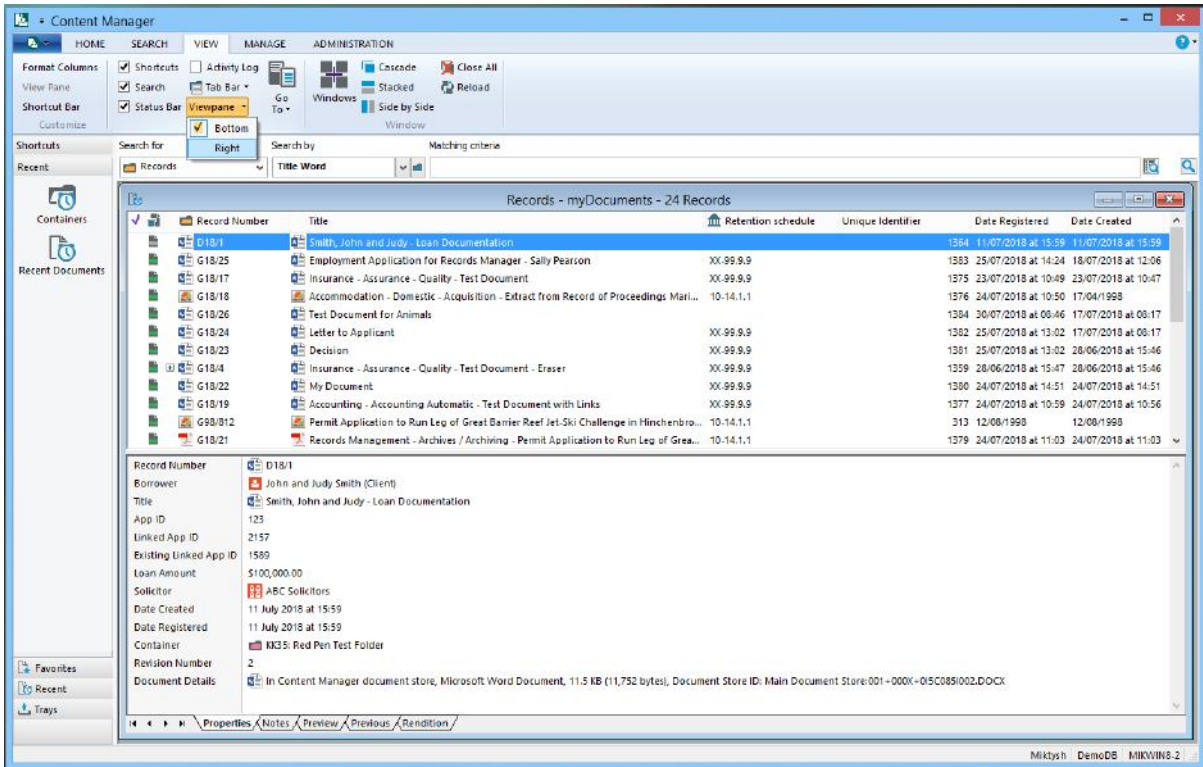 Content Manager
HOME SEARCH VIEW MANAGE ADMINISTRATION
Format Columns Shortcuts Activity Log Cascade Close All
View Pane Search Tab Bar Go To Windows Stacked Reload
Shortcut Bar Status Bar Viewpane Side by Side
Customize Window
Bottom
Right
Shortcuts Search for Search by Matching criteria
Recent Records Title Word
Containers
Recent Documents
Records - myDocuments - 24 Records
Record Number Title Retention schedule Unique Identifier Date Registered Date Created
D18/1 Smith, John and Judy - Loan Documentation 1364 11/07/2018 at 15:59 11/07/2018 at 15:59
G18/25 Employment Application for Records Manager - Sally Pearson XX-99.9.9 1383 25/07/2018 at 14:24 18/07/2018 at 12:06
G18/17 Insurance - Assurance - Quality - Test Document XX-99.9.9 1375 23/07/2018 at 10:49 23/07/2018 at 10:47
G18/18 Accommodation - Domestic - Acquisition - Extract from Record of Proceedings Mari... 10-14.1.1 1376 24/07/2018 at 10:50 17/04/1998
G18/26 Test Document for Animals 1384 30/07/2018 at 08:46 17/07/2018 at 08:17
G18/24 Letter to Applicant XX-99.9.9 1382 25/07/2018 at 13:02 17/07/2018 at 08:17
G18/23 Decision XX-99.9.9 1381 25/07/2018 at 13:02 28/06/2018 at 15:46
G18/4 Insurance - Assurance - Quality - Test Document - Eraser XX-99.9.9 1359 28/06/2018 at 15:47 28/06/2018 at 15:46
G18/22 My Document XX-99.9.9 1380 24/07/2018 at 14:51 24/07/2018 at 14:51
G18/19 Accounting - Accounting Automatic - Test Document with Links XX-99.9.9 1377 24/07/2018 at 10:59 24/07/2018 at 10:56
G98/812 Permit Application to Run Leg of Great Barrier Reef Jet-Ski Challenge in Hinchenbro... 10-14.1.1 313 12/08/1998 12/08/1998
G18/21 Records Management - Archives / Archiving - Permit Application to Run Leg of Grea... 10-14.1.1 1379 24/07/2018 at 11:03 24/07/2018 at 11:03
Record Number D18/1
Borrower John and Judy Smith (Client)
Title Smith, John and Judy - Loan Documentation
App ID 123
Linked App ID 2157
Existing Linked App ID 1589
Loan Amount $100,000.00
Solicitor ABC Solicitors
Date Created 11 July 2018 at 15:59
Date Registered 11 July 2018 at 15:59
Container KK35: Red Pen Test Folder
Revision Number 2
Document Details In Content Manager document store, Microsoft Word Document, 11.5 KB (11,752 bytes), Document Store ID: Main Document
Favorites
Recent
Trays
Properties Notes Preview Previous Rendition
Miktysh DemoDB MIKWIN8-2